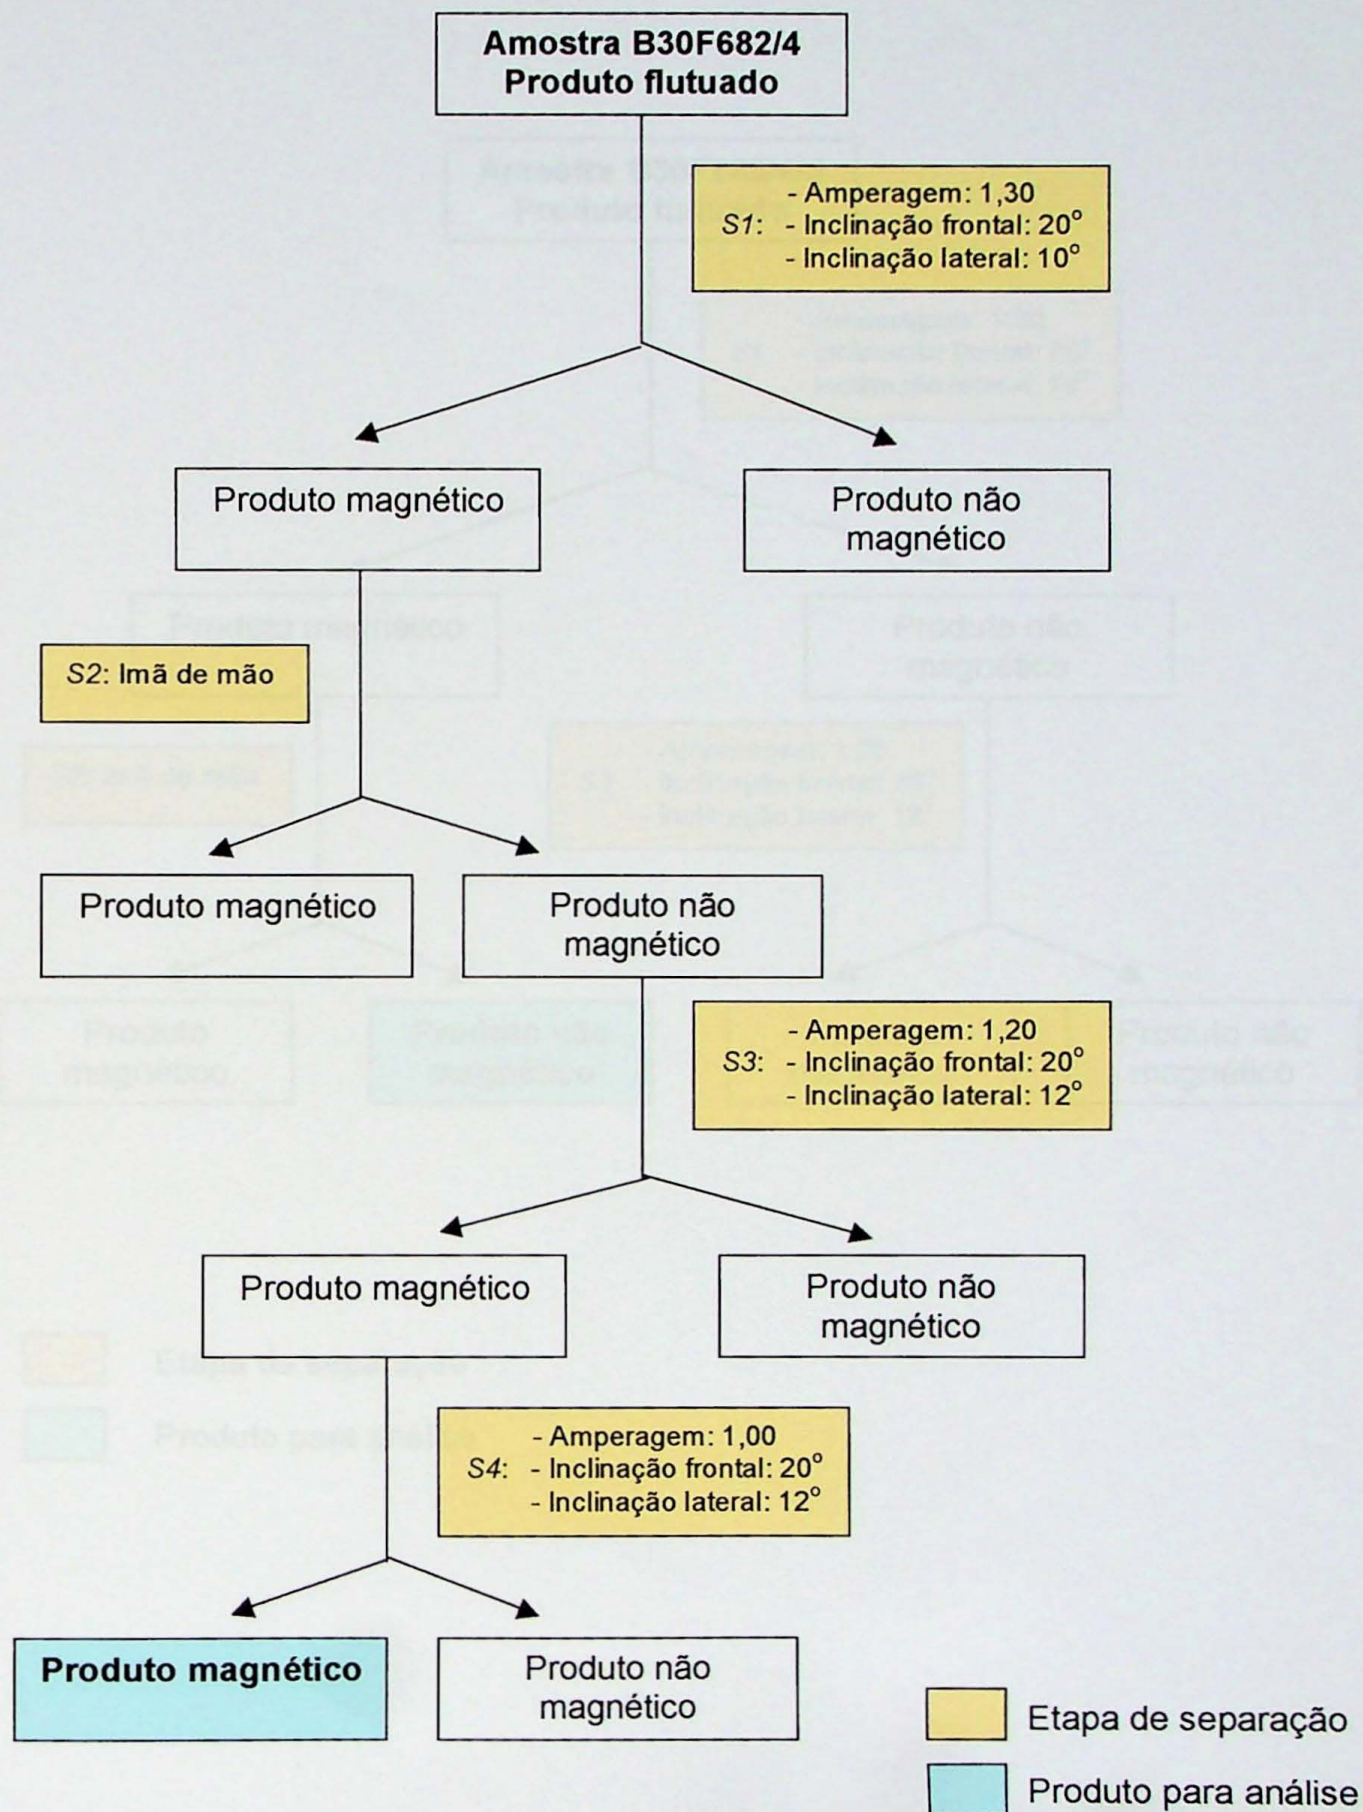 Amostra B30F682/4
Produto flutuado
- Amperagem: 1,30
S1: - Inclinação frontal: 20°
- Inclinação lateral: 10°
Produto magnético
Produto não
magnético
S2: Imã de mão
Produto magnético
Produto não
magnético
- Amperagem: 1,20
S3: - Inclinação frontal: 20°
- Inclinação lateral: 12°
Produto magnético
Produto não
magnético
- Amperagem: 1,00
S4: - Inclinação frontal: 20°
- Inclinação lateral: 12°
Produto magnético
Produto não
magnético
Etapa de separação
Produto para análise